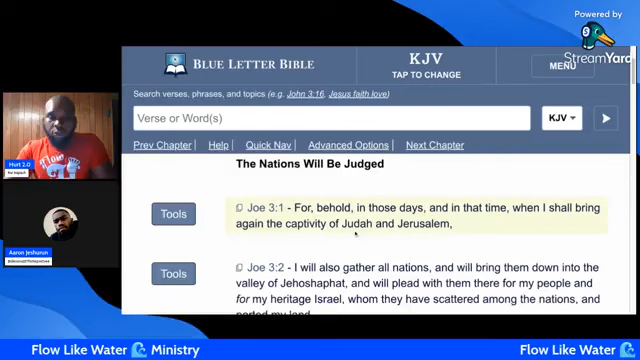 Powered by
StreamYard
BLUE LETTER BIBLE
KJV
TAP TO CHANGE
MENU
Search verses, phrases, and topics (e.g. John 3:16, Jesus faith love)
Verse or Word(s)
KJV
Prev Chapter | Help | Quick Nav | Advanced Options | Next Chapter
The Nations Will Be Judged
Tools
Joe 3:1 - For, behold, in those days, and in that time, when I shall bring
again the captivity of Judah and Jerusalem,
Tools
Joe 3:2 - I will also gather all nations, and will bring them down into the
valley of Jehoshaphat, and will plead with them there for my people and
for my heritage Israel, whom they have scattered among the nations, and
parted my land.
Hurt 2.0
Aaron Jeshurun
Flow Like Water Ministry
Flow Like Water